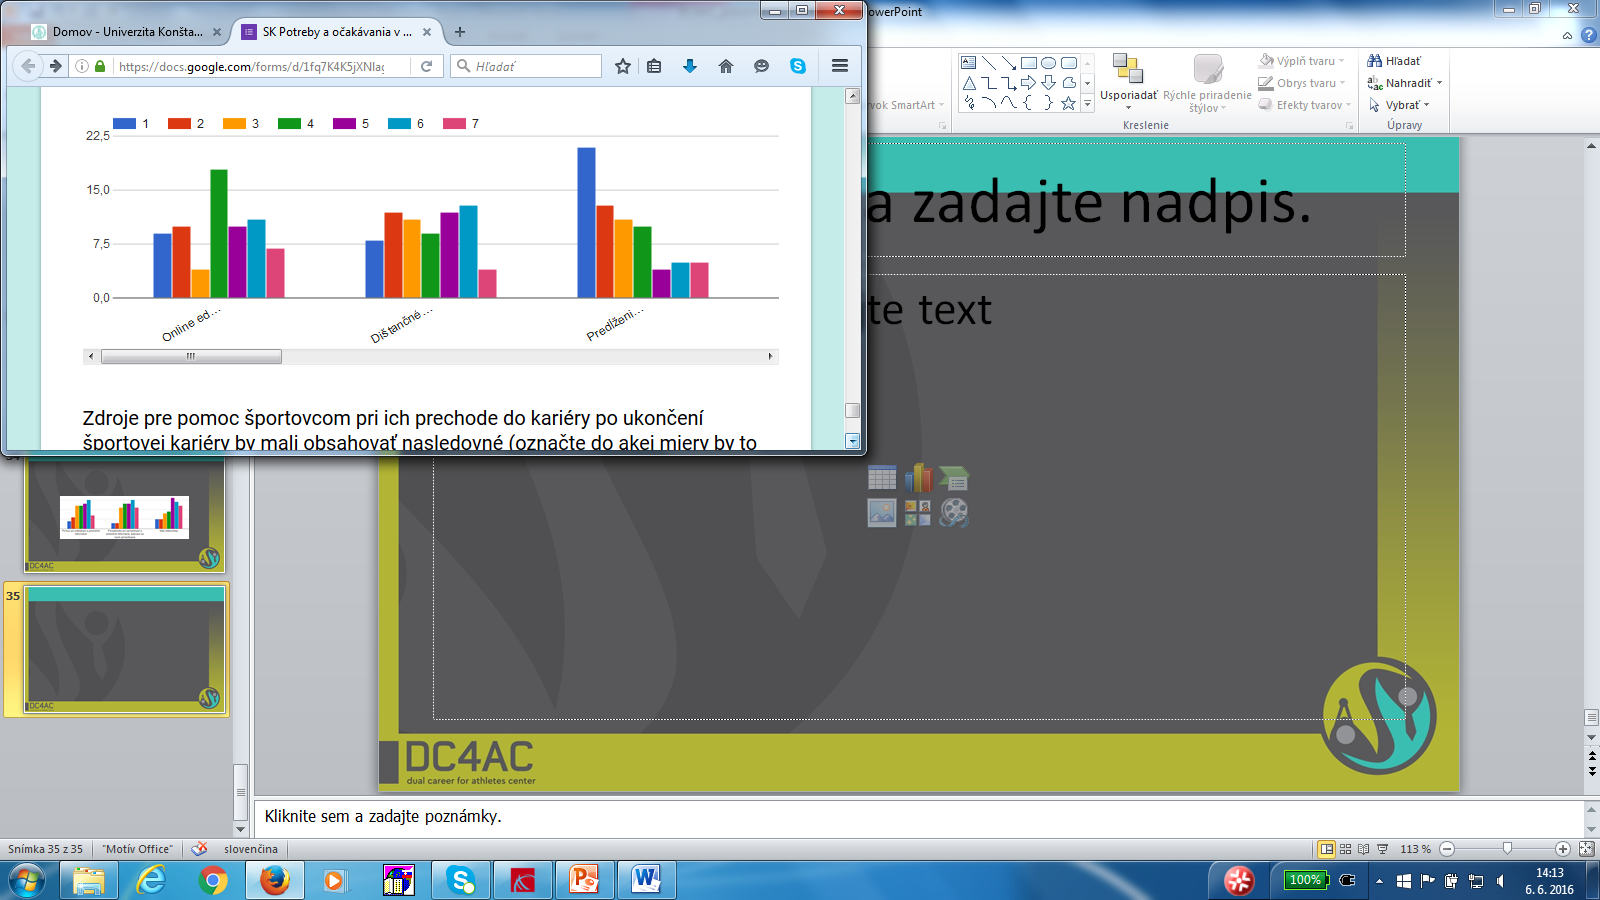 owerPoint
Domov - Univerzita Konšta...
SK Potreby a očakávania v ...
https://docs.google.com/forms/d/1fq7K4K5jXNlag
Hľadať
1 2 3 4 5 6 7
22,5
15,0
7,5
0,0
Online ed...
Dištančné...
Predĺženi...
Zdroje pre pomoc športovcom pri ich prechode do kariéry po ukončení
športovej kariéry by mali obsahovať nasledovné (označte do akej miery by to
rvok SmartArt
Usporiadať
Rýchle priradenie
štýlov
Výplň tvaru
Obrys tvaru
Efekty tvarov
Kreslenie
Hľadať
Nahradiť
Vybrať
Úpravy
a zadajte nadpis.
te text
DC4AC
dual career for athletes center
DC4AC
35
DC4AC
Kliknite sem a zadajte poznámky.
Snímka 35 z 35
"Motív Office"
slovenčina
113 %
100%
14:13
6. 6. 2016